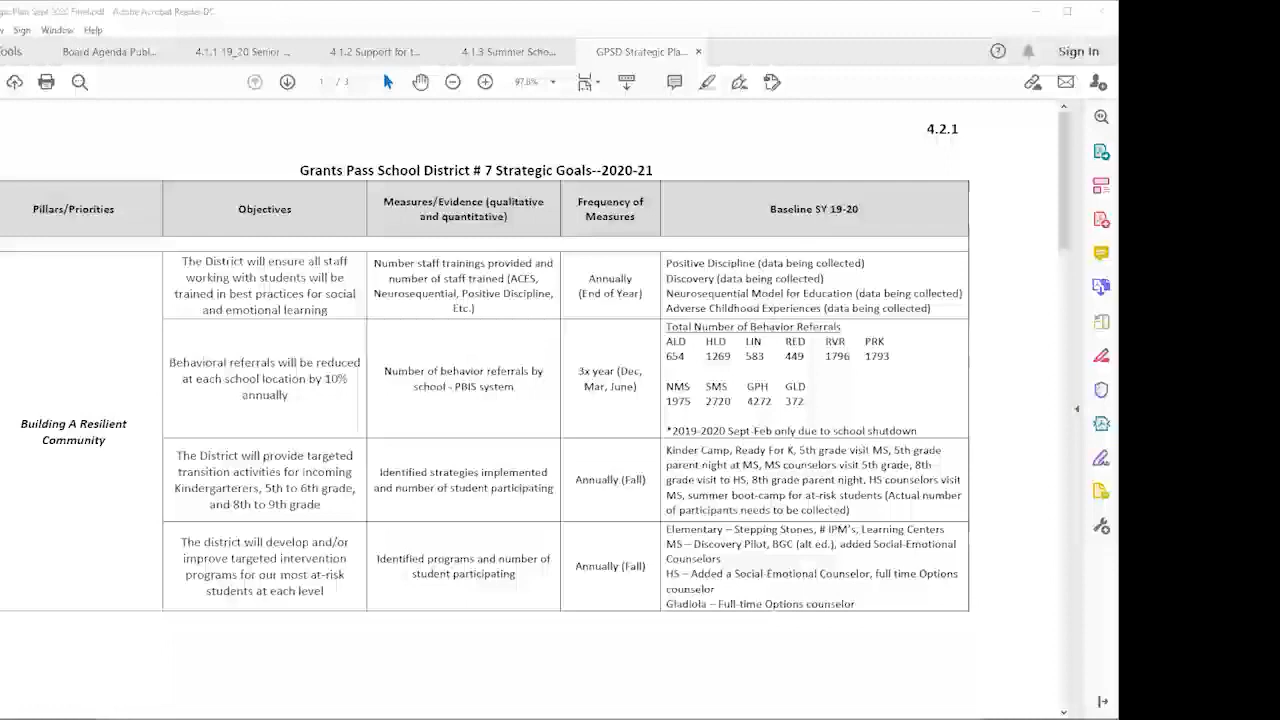 gic Plan Sept 2020 Final.pdf - Adobe Acrobat Reader DC
Sign Window Help
Tools Board Agenda Publ... 4.1.1 19_20 Senior ... 4.1.2 Support for t... 4.1.3 Summer Scho... GPSD Strategic Pla... × Sign In
1 / 3 97.8%
4.2.1
Grants Pass School District # 7 Strategic Goals--2020-21
Pillars/Priorities
Objectives
Measures/Evidence (qualitative
and quantitative)
Frequency of
Measures
Baseline SY 19-20
Building A Resilient
Community
The District will ensure all staff
working with students will be
trained in best practices for social
and emotional learning
Number staff trainings provided and
number of staff trained (ACES,
Neurosequential, Positive Discipline,
Etc.)
Annually
(End of Year)
Positive Discipline (data being collected)
Discovery (data being collected)
Neurosequential Model for Education (data being collected)
Adverse Childhood Experiences (data being collected)
Behavioral referrals will be reduced
at each school location by 10%
annually
Number of behavior referrals by
school - PBIS system
3x year (Dec,
Mar, June)
Total Number of Behavior Referrals
ALD HLD LIN RED RVR PRK
654 1269 583 449 1796 1793
NMS SMS GPH GLD
1975 2720 4272 372
*2019-2020 Sept-Feb only due to school shutdown
The District will provide targeted
transition activities for incoming
Kindergarterers, 5th to 6th grade,
and 8th to 9th grade
Identified strategies implemented
and number of student participating
Annually (Fall)
Kinder Camp, Ready For K, 5th grade visit MS, 5th grade
parent night at MS, MS counselors visit 5th grade, 8th
grade visit to HS, 8th grade parent night, HS counselors visit
MS, summer boot-camp for at-risk students (Actual number
of participants needs to be collected)
The district will develop and/or
improve targeted intervention
programs for our most at-risk
students at each level
Identified programs and number of
student participating
Annually (Fall)
Elementary – Stepping Stones, # IPM's, Learning Centers
MS – Discovery Pilot, BGC (alt ed.), added Social-Emotional
Counselors
HS – Added a Social-Emotional Counselor, full time Options
counselor
Gladiola – Full-time Options counselor